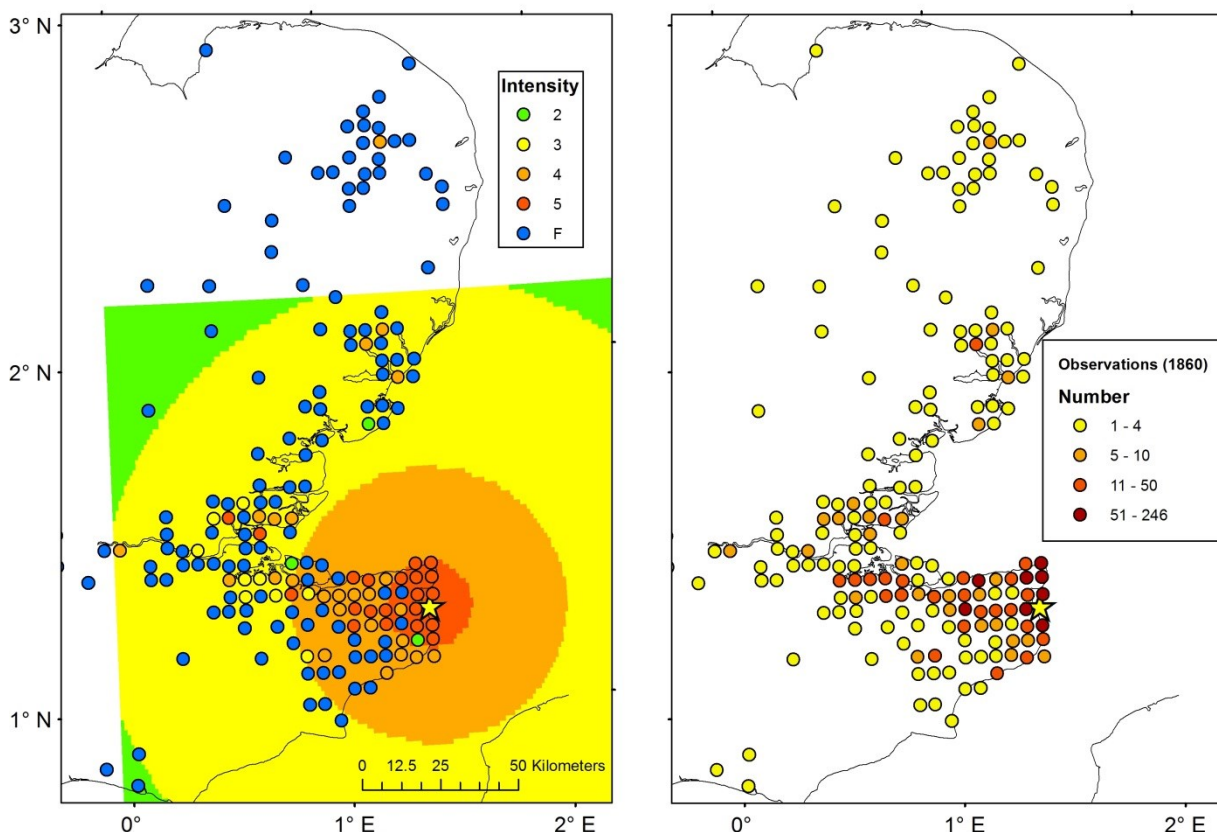 3° N
2° N
1° N
Intensity
2
3
4
5
F
0 12.5 25 50 Kilometers
0° 1° E 2° E
Observations (1860)
Number
1 - 4
5 - 10
11 - 50
51 - 246
0° 1° E 2° E